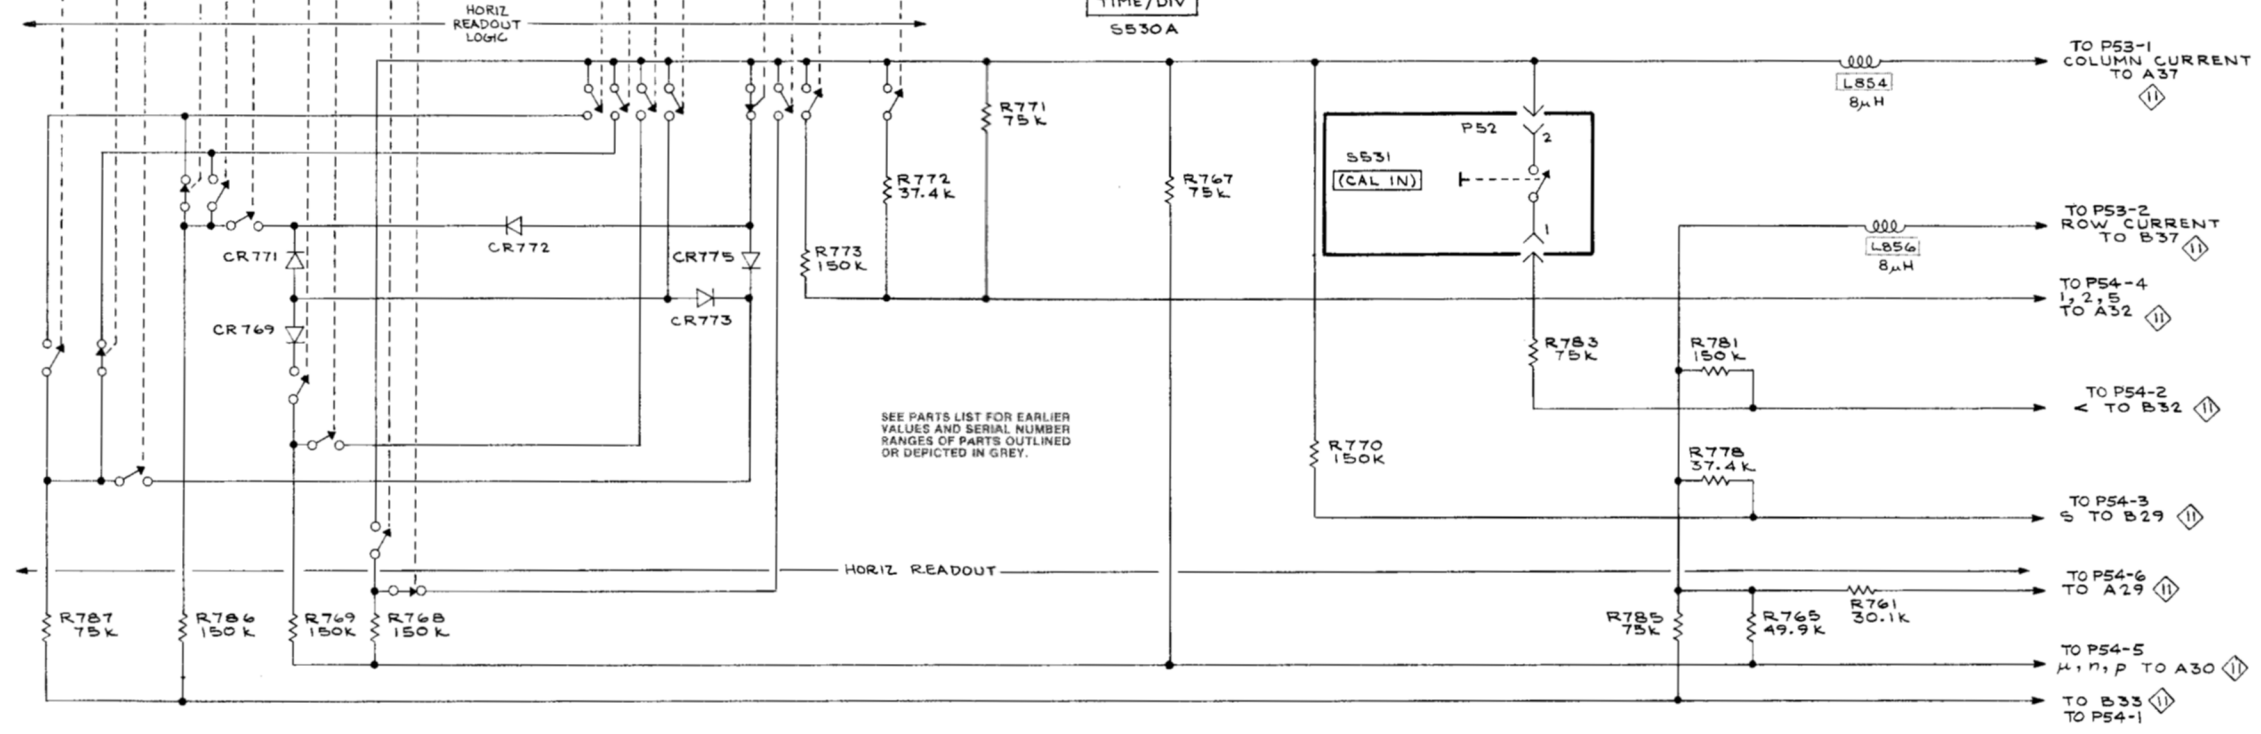 HORIZ
READOUT
LOGIC
TIME/DIV
S530A
TO P53-1
COLUMN CURRENT
TO A37
11
L854
8μH
R771
75K
P52
2
S531
(CAL IN)
1
R772
37.4K
R767
75K
TO P53-2
ROW CURRENT
TO B37
11
L856
8μH
CR772
CR771
CR775
R773
150K
TO P54-4
1, 2, 5
TO A32
11
CR769
CR773
R783
75K
R781
150K
TO P54-2
< TO B32
11
SEE PARTS LIST FOR EARLIER
VALUES AND SERIAL NUMBER
RANGES OF PARTS OUTLINED
OR DEPICTED IN GREY.
R770
150K
R778
37.4K
TO P54-3
S TO B29
11
HORIZ READOUT
TO P54-6
TO A29
11
R787
75K
R786
150K
R769
150K
R768
150K
R785
75K
R765
49.9K
R761
30.1K
TO P54-5
μ, n, p TO A30
11
TO B33
11
TO P54-1